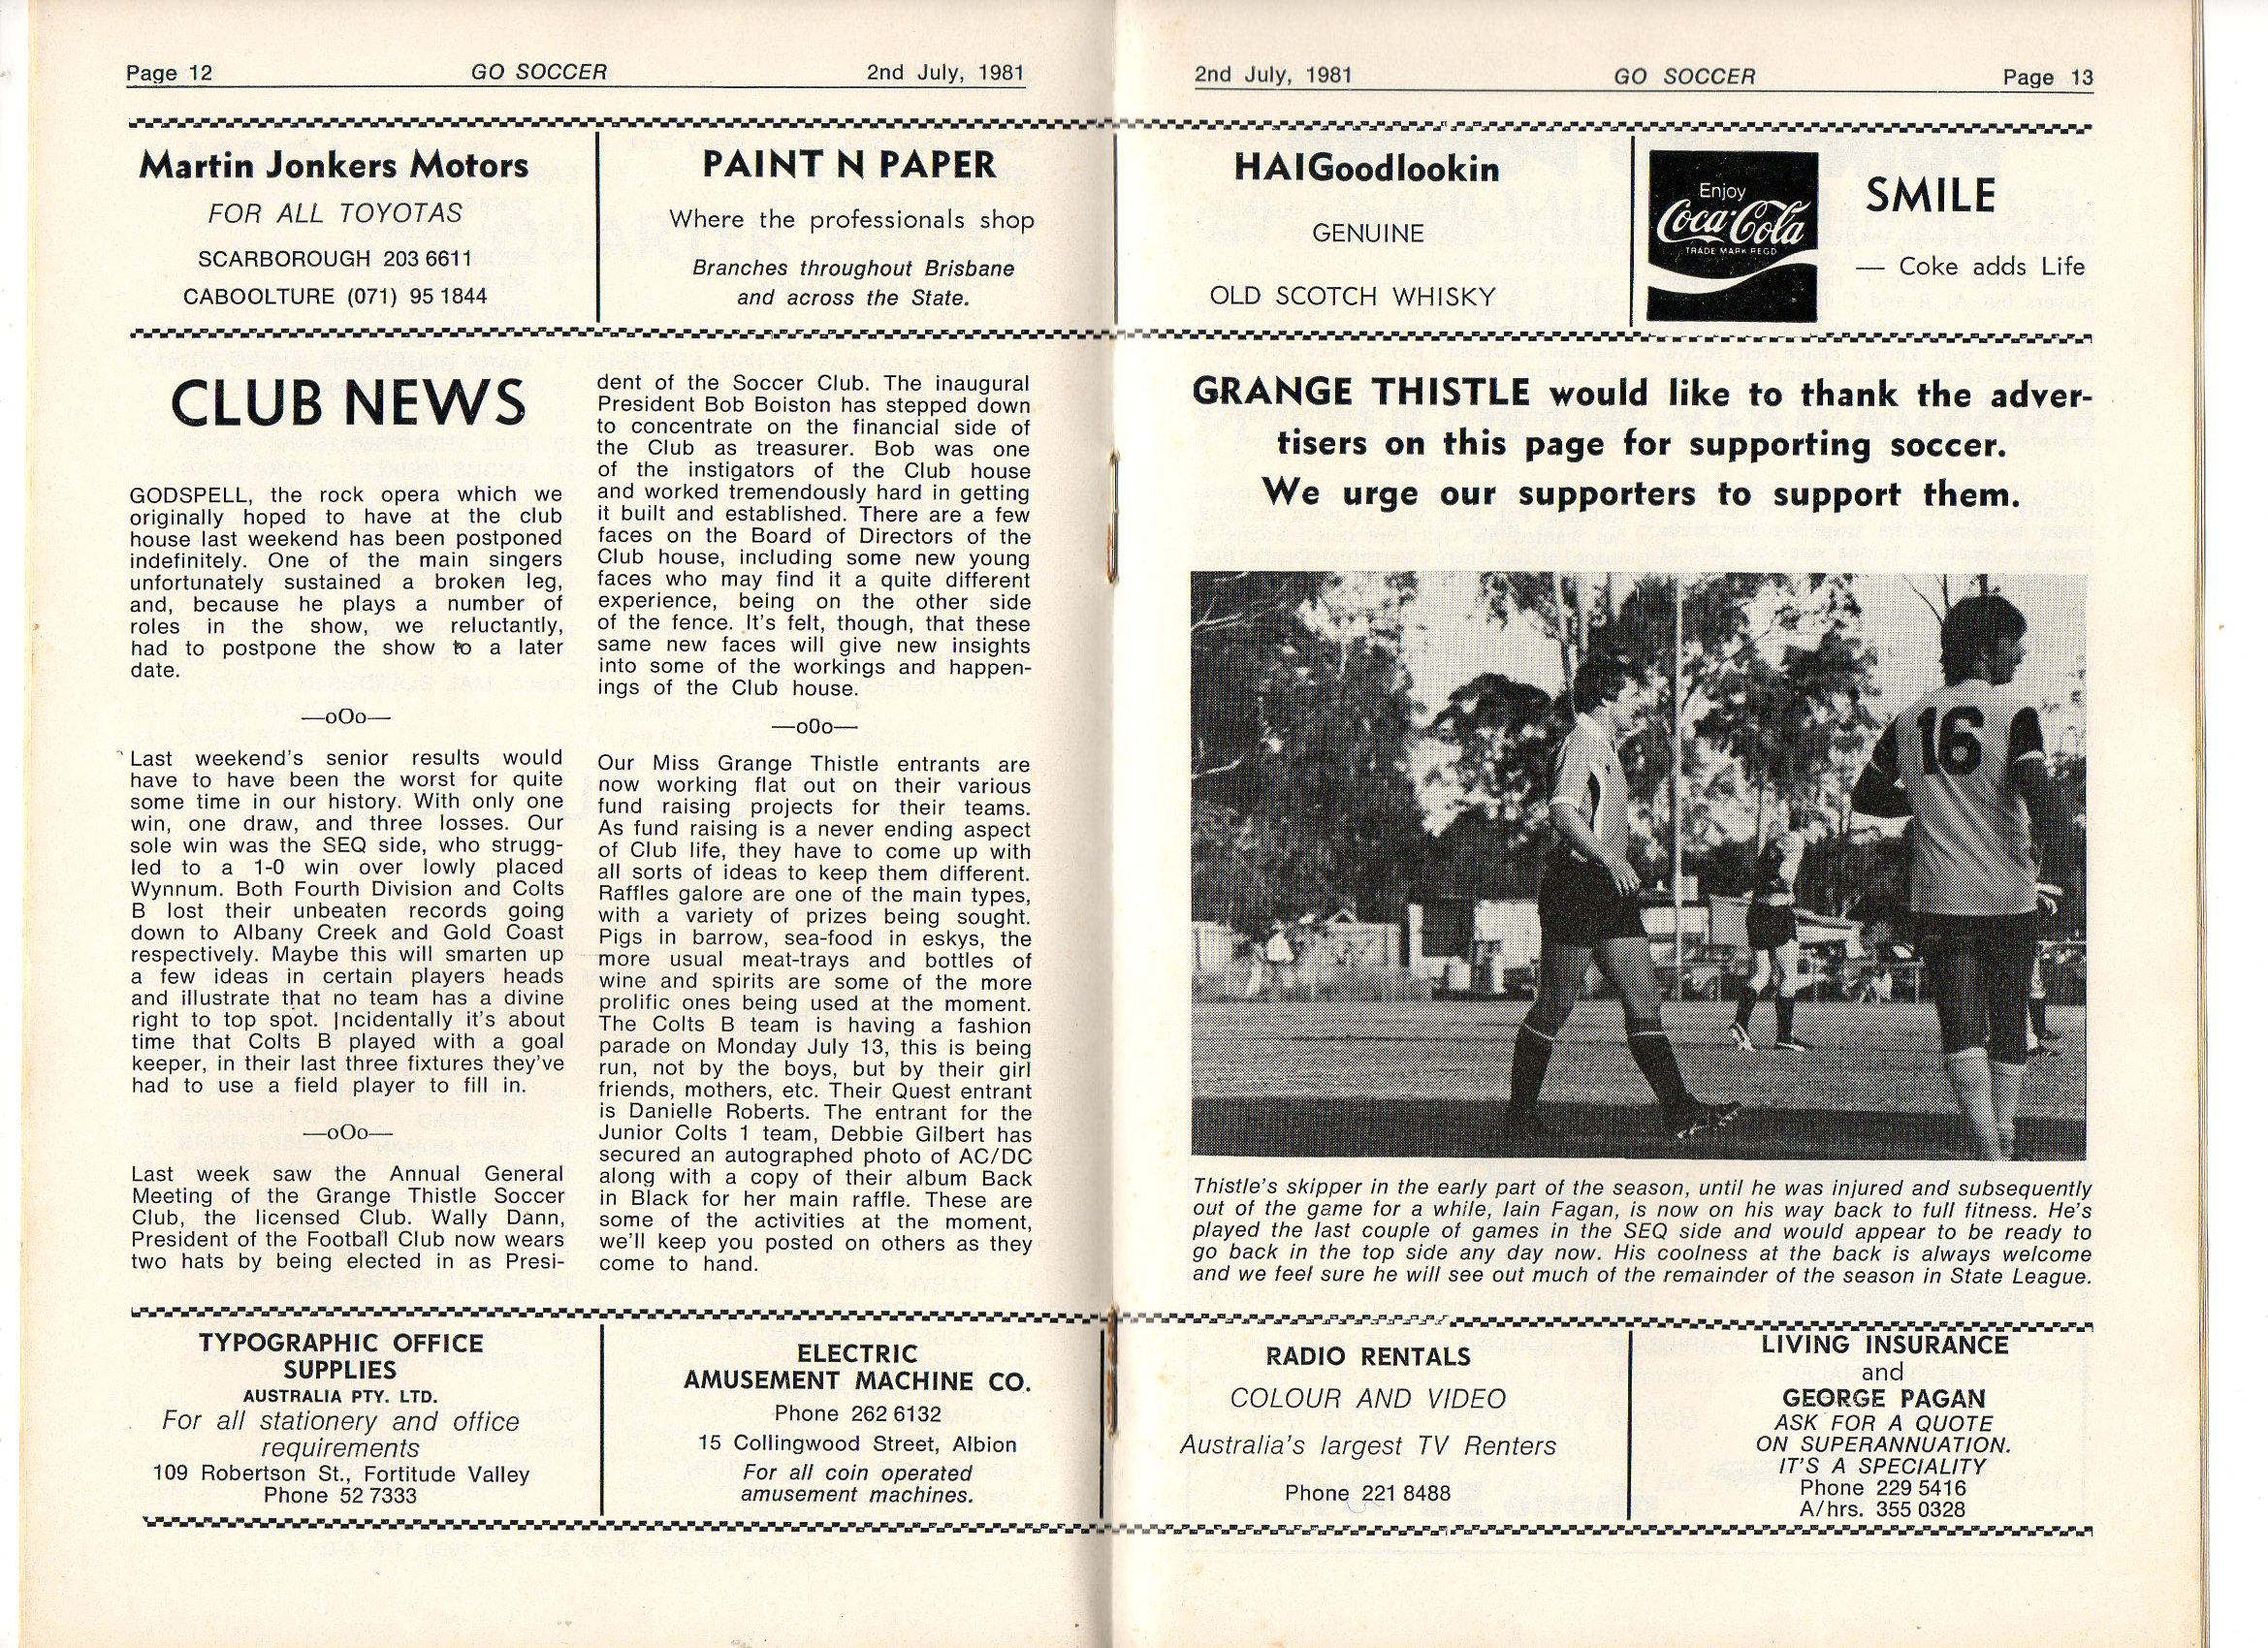 Page 12 GO SOCCER 2nd July, 1981
Martin Jonkers Motors
FOR ALL TOYOTAS
SCARBOROUGH 203 6611
CABOOLTURE (071) 95 1844
PAINT N PAPER
Where the professionals shop
Branches throughout Brisbane
and across the State.
CLUB NEWS
GODSPELL, the rock opera which we
originally hoped to have at the club
house last weekend has been postponed
indefinitely. One of the main singers
unfortunately sustained a broken leg,
and, because he plays a number of
roles in the show, we reluctantly,
had to postpone the show to a later
date.
—oOo—
Last weekend's senior results would
have to have been the worst for quite
some time in our history. With only one
win, one draw, and three losses. Our
sole win was the SEQ side, who strugg-
led to a 1-0 win over lowly placed
Wynnum. Both Fourth Division and Colts
B lost their unbeaten records going
down to Albany Creek and Gold Coast
respectively. Maybe this will smarten up
a few ideas in certain players heads
and illustrate that no team has a divine
right to top spot. Incidentally it's about
time that Colts B played with a goal
keeper, in their last three fixtures they've
had to use a field player to fill in.
—oOo—
Last week saw the Annual General
Meeting of the Grange Thistle Soccer
Club, the licensed Club. Wally Dann,
President of the Football Club now wears
two hats by being elected in as Presi-
dent of the Soccer Club. The inaugural
President Bob Boiston has stepped down
to concentrate on the financial side of
the Club as treasurer. Bob was one
of the instigators of the Club house
and worked tremendously hard in getting
it built and established. There are a few
faces on the Board of Directors of the
Club house, including some new young
faces who may find it a quite different
experience, being on the other side
of the fence. It's felt, though, that these
same new faces will give new insights
into some of the workings and happen-
ings of the Club house.
—oOo—
Our Miss Grange Thistle entrants are
now working flat out on their various
fund raising projects for their teams.
As fund raising is a never ending aspect
of Club life, they have to come up with
all sorts of ideas to keep them different.
Raffles galore are one of the main types,
with a variety of prizes being sought.
Pigs in barrow, sea-food in eskys, the
more usual meat-trays and bottles of
wine and spirits are some of the more
prolific ones being used at the moment.
The Colts B team is having a fashion
parade on Monday July 13, this is being
run, not by the boys, but by their girl
friends, mothers, etc. Their Quest entrant
is Danielle Roberts. The entrant for the
Junior Colts 1 team, Debbie Gilbert has
secured an autographed photo of AC/DC
along with a copy of their album Back
in Black for her main raffle. These are
some of the activities at the moment,
we'll keep you posted on others as they
come to hand.
TYPOGRAPHIC OFFICE
SUPPLIES
AUSTRALIA PTY. LTD.
For all stationery and office
requirements
109 Robertson St., Fortitude Valley
Phone 52 7333
ELECTRIC
AMUSEMENT MACHINE CO.
Phone 262 6132
15 Collingwood Street, Albion
For all coin operated
amusement machines.
2nd July, 1981 GO SOCCER Page 13
HAIGoodlookin
GENUINE
OLD SCOTCH WHISKY
Enjoy
Coca-Cola
TRADE MARK REGD
SMILE
— Coke adds Life
GRANGE THISTLE would like to thank the adver-
tisers on this page for supporting soccer.
We urge our supporters to support them.
16
Thistle's skipper in the early part of the season, until he was injured and subsequently
out of the game for a while, Iain Fagan, is now on his way back to full fitness. He's
played the last couple of games in the SEQ side and would appear to be ready to
go back in the top side any day now. His coolness at the back is always welcome
and we feel sure he will see out much of the remainder of the season in State League.
RADIO RENTALS
COLOUR AND VIDEO
Australia's largest TV Renters
Phone 221 8488
LIVING INSURANCE
and
GEORGE PAGAN
ASK FOR A QUOTE
ON SUPERANNUATION.
IT'S A SPECIALITY
Phone 229 5416
A/hrs. 355 0328